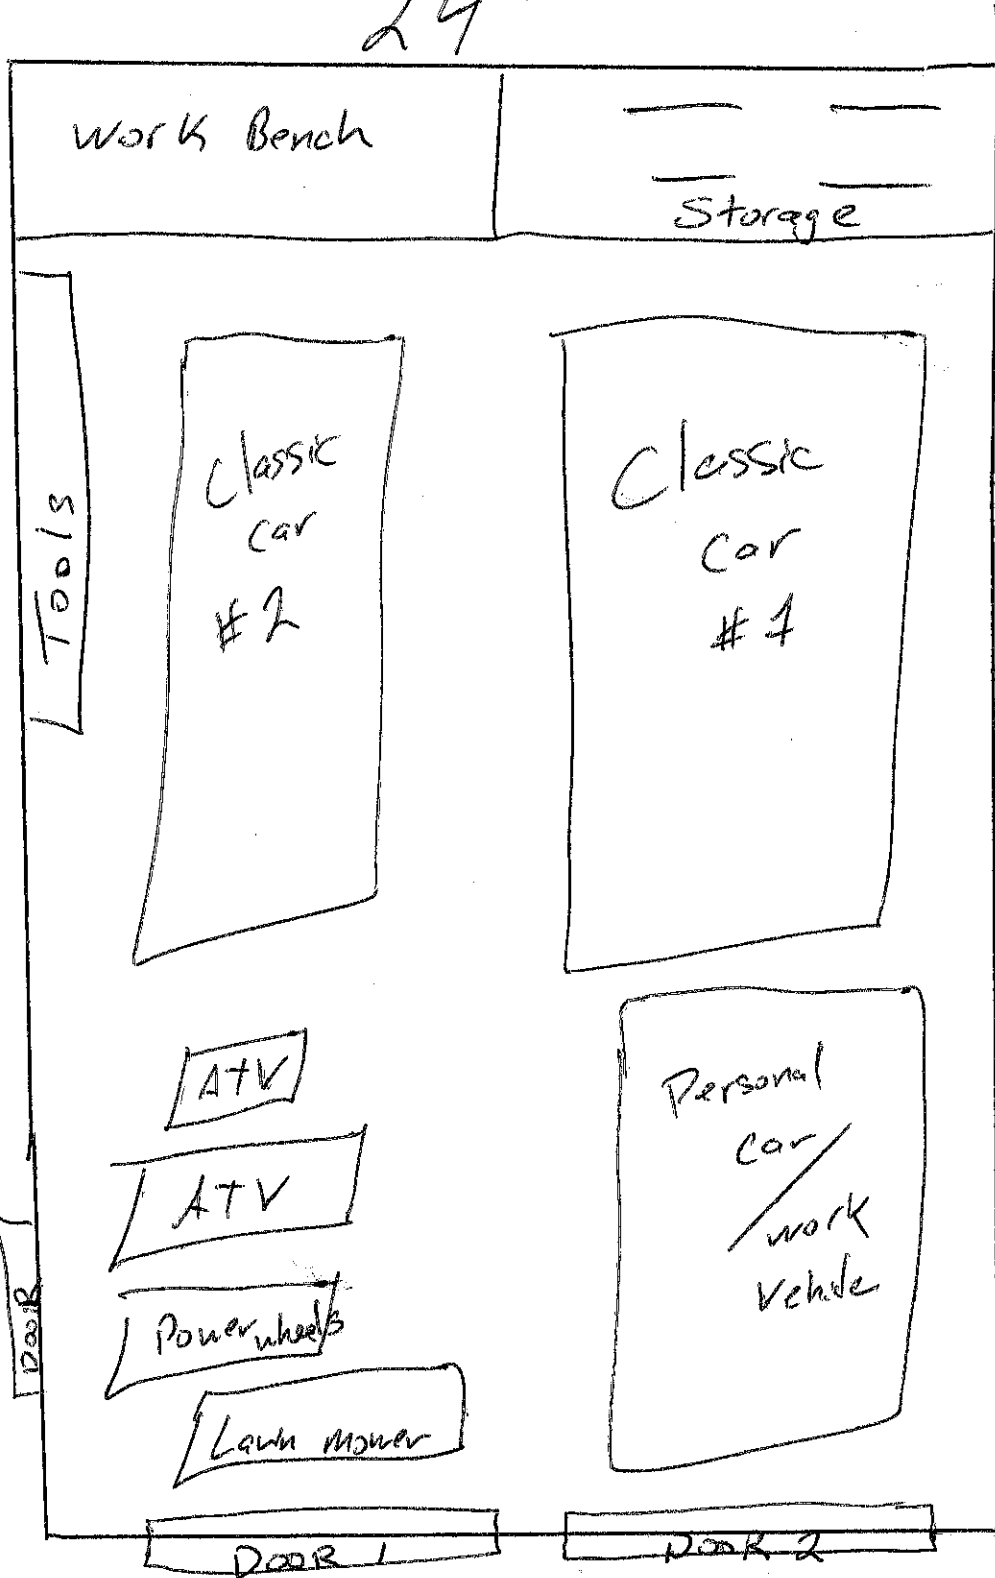 24
Work Bench
Storage
Tools
Classic
car
#2
Classic
car
#1
ATV
ATV
Power wheels
Lawn mower
Personal
car/
work
Vehicle
DOOR
DOOR 1
DOOR 2